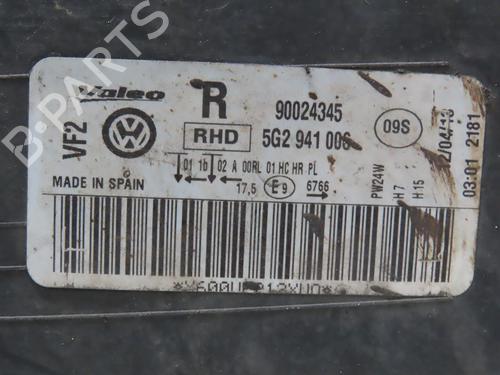 Valeo
VF2
R
90024345
RHD
5G2 941 006
09S
01 1b 02 A 00RL 01 HC HR PL
17,5 E9 6766
MADE IN SPAIN
PW24W
H7
H15
03:01 2181
B-PARTS